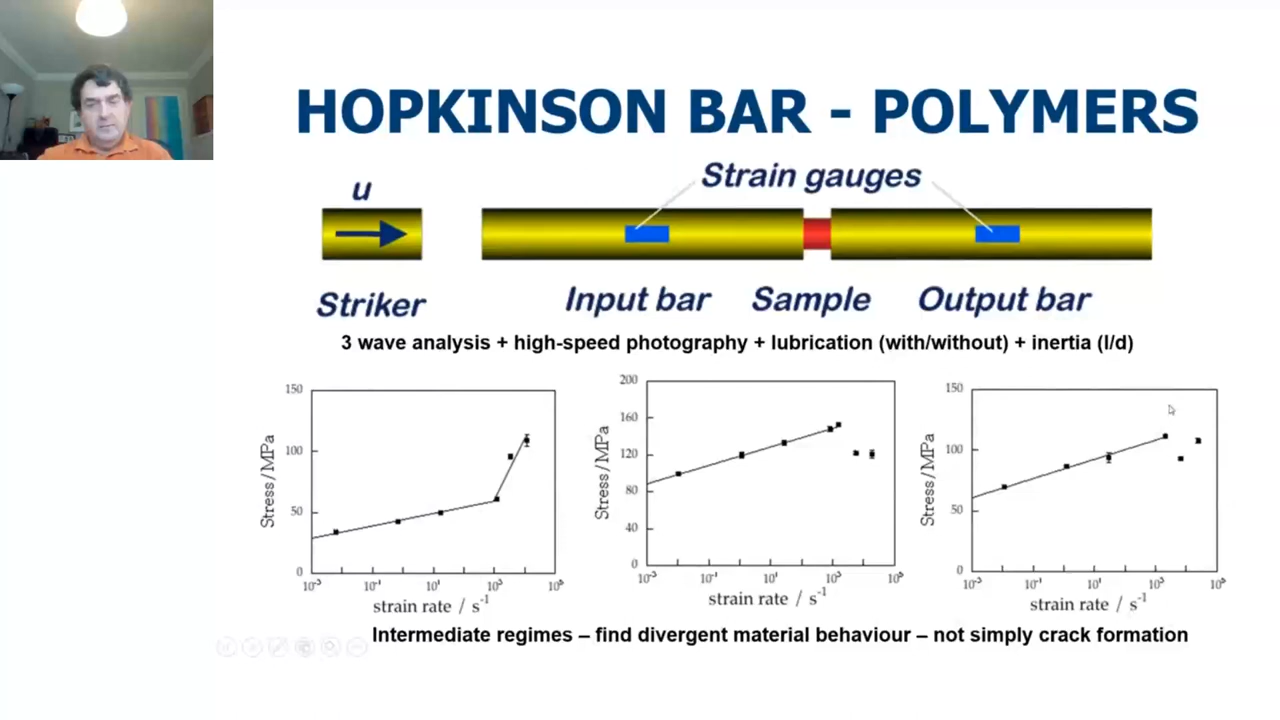 HOPKINSON BAR - POLYMERS
Strain gauges
u
Striker
Input bar
Sample
Output bar
3 wave analysis + high-speed photography + lubrication (with/without) + inertia (l/d)
150
100
50
0
Stress/MPa
10⁻³ 10⁻¹ 10¹ 10³ 10⁵
strain rate / s⁻¹
200
160
120
80
40
0
Stress/MPa
10⁻³ 10⁻¹ 10¹ 10³ 10⁵
strain rate / s⁻¹
150
100
50
0
Stress/MPa
10⁻³ 10⁻¹ 10¹ 10³ 10⁵
strain rate / s⁻¹
Intermediate regimes – find divergent material behaviour – not simply crack formation